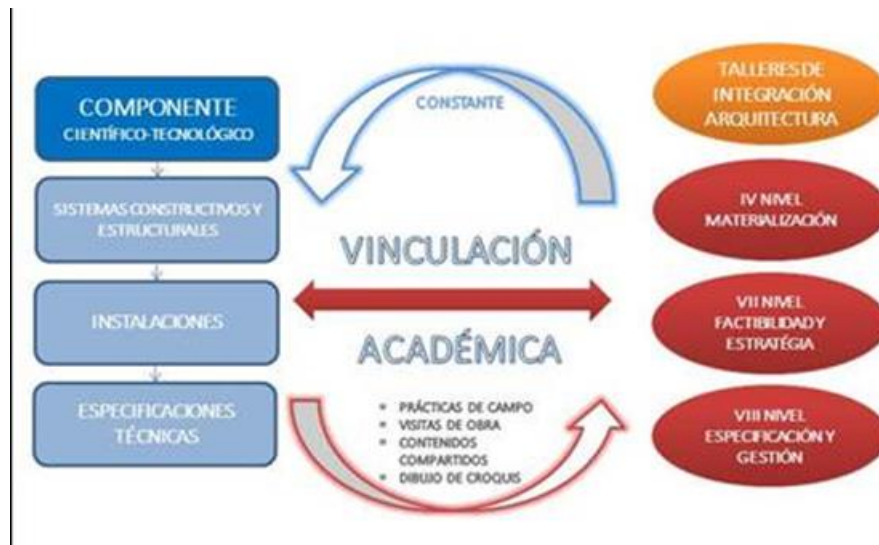 COMPONENTE
CIENTÍFICO-TECNOLÓGICO
SISTEMAS CONSTRUCTIVOS Y
ESTRUCTURALES
INSTALACIONES
ESPECIFICACIONES
TÉCNICAS
CONSTANTE
VINCULACIÓN
ACADÉMICA
PRÁCTICAS DE CAMPO
VISITAS DE OBRA
CONTENIDOS
COMPARTIDOS
DIBUJO DE CROQUIS
TALLERES DE
INTEGRACIÓN
ARQUITECTURA
IV NIVEL
MATERIALIZACIÓN
VII NIVEL
FACTIBILIDAD Y
ESTRATÉGIA
VIII NIVEL
ESPECIFICACIÓN Y
GESTIÓN